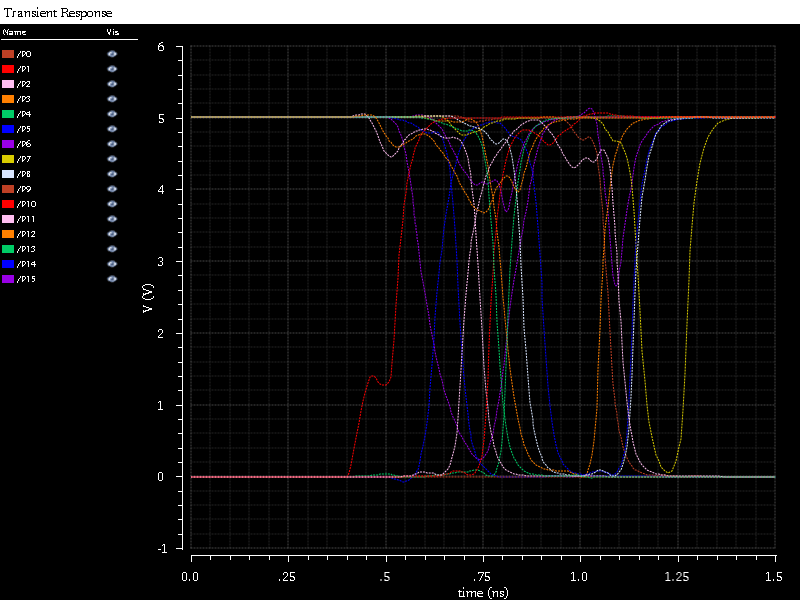 Transient Response
Name Vis
/P0
/P1
/P2
/P3
/P4
/P5
/P6
/P7
/P8
/P9
/P10
/P11
/P12
/P13
/P14
/P15
6
5
4
3
2
1
0
-1
V (V)
0.0 .25 .5 .75 1.0 1.25 1.5
time (ns)